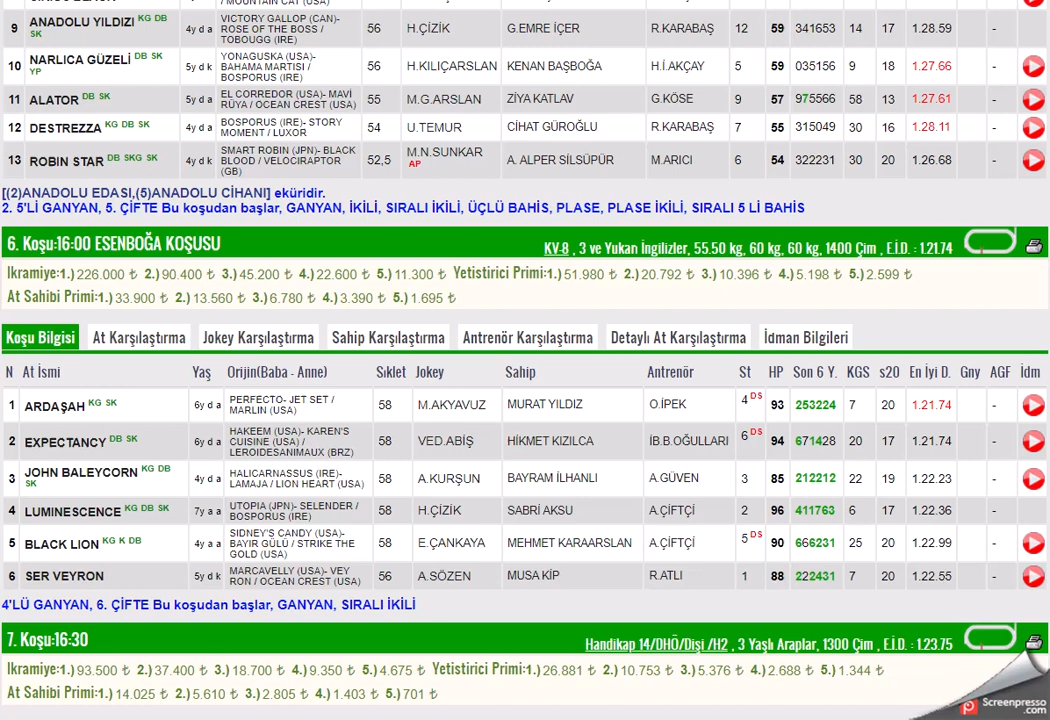 MOUNTAIN CAT (USA)
9 ANADOLU YILDIZI KG DB SK 4y d a VICTORY GALLOP (CAN)- ROSE OF THE BOSS / TOBOUGG (IRE) 56 H.ÇİZİK G.EMRE İÇER R.KARABAŞ 12 59 341653 14 17 1.28.59 -
10 NARLICA GÜZELİ DB SK YP 5y d k YONAGUSKA (USA)- BAHAMA MARTISI / BOSPORUS (IRE) 56 H.KILIÇARSLAN KENAN BAŞBOĞA H.İ.AKÇAY 5 59 035156 9 18 1.27.66 -
11 ALATOR DB SK 5y d a EL CORREDOR (USA)- MAVİ RÜYA / OCEAN CREST (USA) 55 M.G.ARSLAN ZİYA KATLAV G.KÖSE 9 57 975566 58 13 1.27.61 -
12 DESTREZZA KG DB SK 4y d a BOSPORUS (IRE)- STORY MOMENT / LUXOR 54 U.TEMUR CİHAT GÜROĞLU R.KARABAŞ 7 55 315049 30 16 1.28.11 -
13 ROBIN STAR DB SKG SK 4y d k SMART ROBIN (JPN)- BLACK BLOOD / VELOCIRAPTOR (GB) 52,5 M.N.SUNKAR AP A. ALPER SİLSÜPÜR M.ARICI 6 54 322231 30 20 1.26.68 -
[(2)ANADOLU EDASI,(5)ANADOLU CİHANI] eküridir.
2. 5'Lİ GANYAN, 5. ÇİFTE Bu koşudan başlar, GANYAN, İKİLİ, SIRALI İKİLİ, ÜÇLÜ BAHİS, PLASE, PLASE İKİLİ, SIRALI 5 Lİ BAHİS
6. Koşu:16:00 ESENBOĞA KOŞUSU KV-8 , 3 ve Yukarı İngilizler, 55.50 kg, 60 kg, 60 kg, 1400 Çim , E.İ.D. : 1.21.74
Ikramiye:1.) 226.000 ₺ 2.) 90.400 ₺ 3.) 45.200 ₺ 4.) 22.600 ₺ 5.) 11.300 ₺ Yetistirici Primi:1.) 51.980 ₺ 2.) 20.792 ₺ 3.) 10.396 ₺ 4.) 5.198 ₺ 5.) 2.599 ₺
At Sahibi Primi:1.) 33.900 ₺ 2.) 13.560 ₺ 3.) 6.780 ₺ 4.) 3.390 ₺ 5.) 1.695 ₺
Koşu Bilgisi At Karşılaştırma Jokey Karşılaştırma Sahip Karşılaştırma Antrenör Karşılaştırma Detaylı At Karşılaştırma İdman Bilgileri
N At İsmi Yaş Orijin(Baba - Anne) Sıklet Jokey Sahip Antrenör St HP Son 6 Y. KGS s20 En İyi D. Gny AGF İdm
1 ARDAŞAH KG SK 6y d a PERFECTO- JET SET / MARLIN (USA) 58 M.AKYAVUZ MURAT YILDIZ O.İPEK 4 DS 93 253224 7 20 1.21.74 -
2 EXPECTANCY DB SK 6y d a HAKEEM (USA)- KAREN'S CUISINE (USA) / LEROIDESANIMAUX (BRZ) 58 VED.ABİŞ HİKMET KIZILCA İB.B.OĞULLARI 6 DS 94 671428 20 17 1.21.74 -
3 JOHN BALEYCORN KG DB SK 4y d a HALICARNASSUS (IRE)- LAMAJA / LION HEART (USA) 58 A.KURŞUN BAYRAM İLHANLI A.GÜVEN 3 85 212212 22 19 1.22.23 -
4 LUMINESCENCE KG DB SK 7y a a UTOPIA (JPN)- SELENDER / BOSPORUS (IRE) 58 H.ÇİZİK SABRİ AKSU A.ÇİFTÇİ 2 96 411763 6 17 1.22.36 -
5 BLACK LION KG K DB 4y a a SIDNEY'S CANDY (USA)- BAYIR GÜLÜ / STRIKE THE GOLD (USA) 58 E.ÇANKAYA MEHMET KARAARSLAN A.ÇİFTÇİ 5 DS 90 666231 25 20 1.22.99 -
6 SER VEYRON 5y d k MARCAVELLY (USA)- VEY RON / OCEAN CREST (USA) 56 A.SÖZEN MUSA KİP R.ATLI 1 88 222431 7 20 1.22.55 -
4'LÜ GANYAN, 6. ÇİFTE Bu koşudan başlar, GANYAN, SIRALI İKİLİ
7. Koşu:16:30 Handikap 14/DHÖ/Dişi /H2 , 3 Yaşlı Araplar, 1300 Çim , E.İ.D. : 1.23.75
Ikramiye:1.) 93.500 ₺ 2.) 37.400 ₺ 3.) 18.700 ₺ 4.) 9.350 ₺ 5.) 4.675 ₺ Yetistirici Primi:1.) 26.881 ₺ 2.) 10.753 ₺ 3.) 5.376 ₺ 4.) 2.688 ₺ 5.) 1.344 ₺
At Sahibi Primi:1.) 14.025 ₺ 2.) 5.610 ₺ 3.) 2.805 ₺ 4.) 1.403 ₺ 5.) 701 ₺
Screenpresso.com